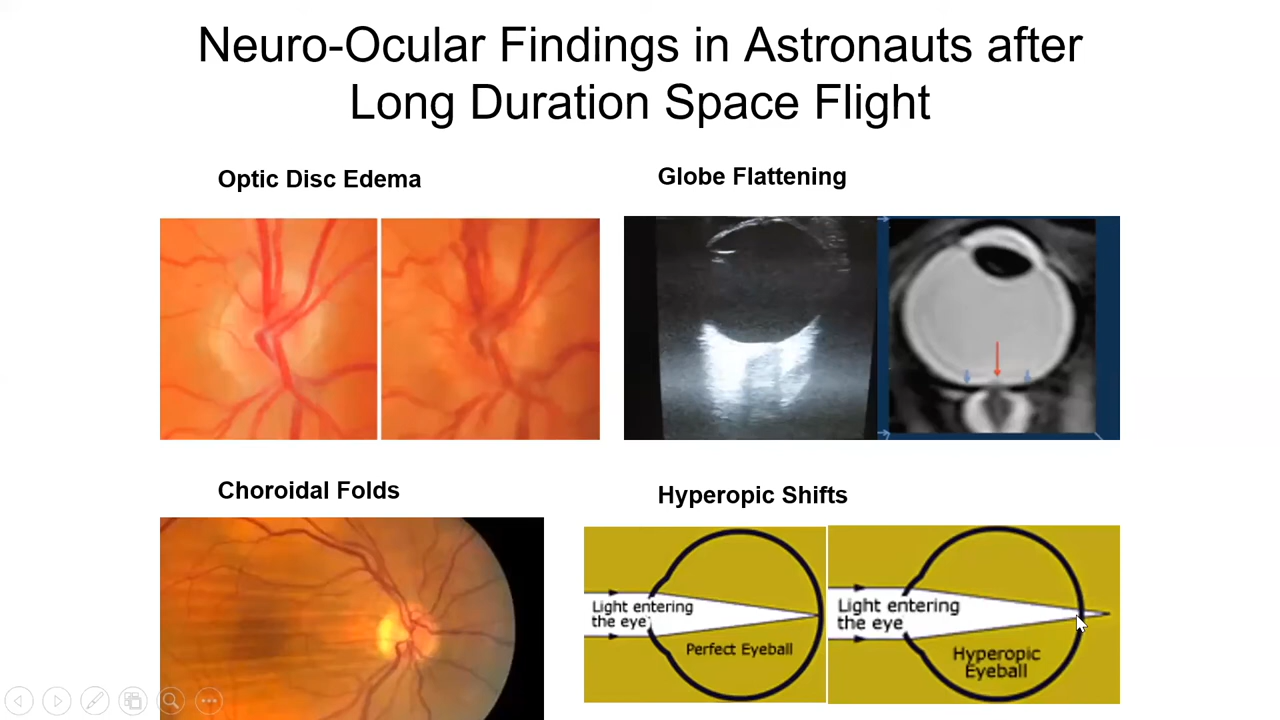 Neuro-Ocular Findings in Astronauts after
Long Duration Space Flight
Optic Disc Edema
Globe Flattening
Choroidal Folds
Hyperopic Shifts
Light entering
the eye
Perfect Eyeball
Light entering
the eye
Hyperopic
Eyeball